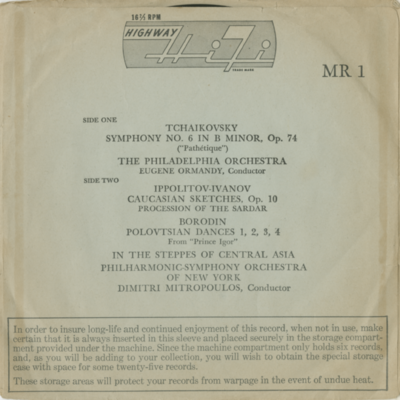 16⅔ RPM
HIGHWAY
Hi-Fi
TRADE MARK
MR 1
SIDE ONE
TCHAIKOVSKY
SYMPHONY NO. 6 IN B MINOR, Op. 74
("Pathétique")
THE PHILADELPHIA ORCHESTRA
EUGENE ORMANDY, Conductor
SIDE TWO
IPPOLITOV-IVANOV
CAUCASIAN SKETCHES, Op. 10
PROCESSION OF THE SARDAR
BORODIN
POLOVTSIAN DANCES 1, 2, 3, 4
From "Prince Igor"
IN THE STEPPES OF CENTRAL ASIA
PHILHARMONIC-SYMPHONY ORCHESTRA
OF NEW YORK
DIMITRI MITROPOULOS, Conductor
In order to insure long-life and continued enjoyment of this record, when not in use, make
certain that it is always inserted in this sleeve and placed securely in the storage compart-
ment provided under the machine. Since the machine compartment only holds six records,
and, as you will be adding to your collection, you will wish to obtain the special storage
case with space for some twenty-five records.
These storage areas will protect your records from warpage in the event of undue heat.